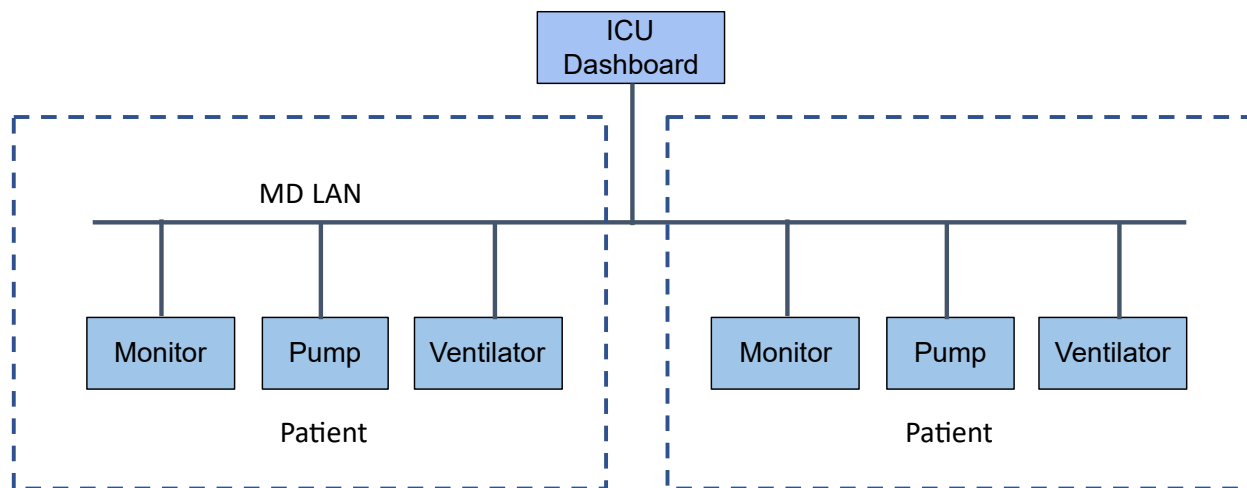 ICU
Dashboard
MD LAN
Monitor
Pump
Ventilator
Monitor
Pump
Ventilator
Patient
Patient